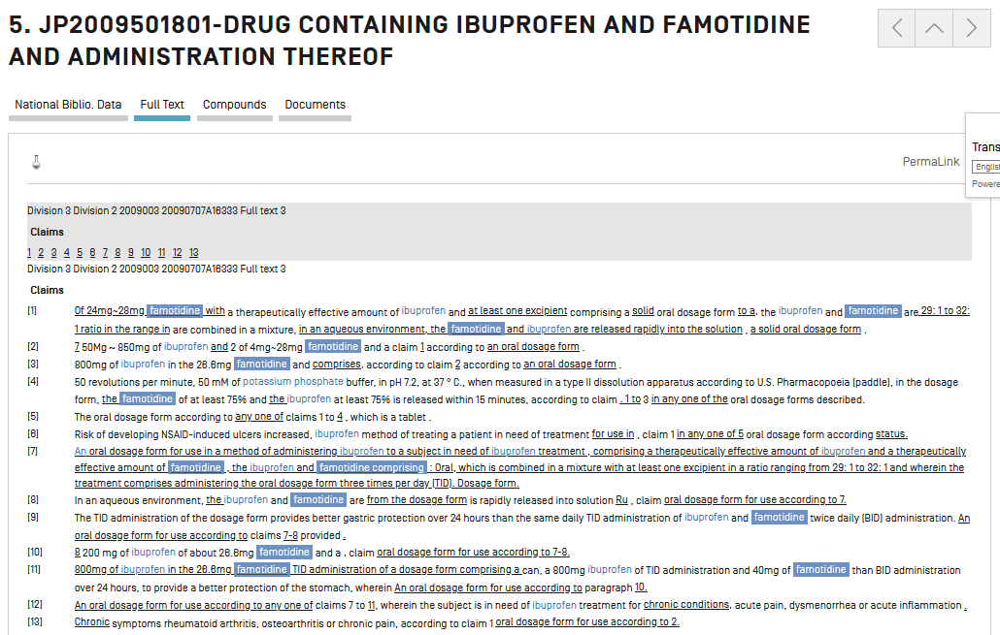 5. JP2009501801-DRUG CONTAINING IBUPROFEN AND FAMOTIDINE
AND ADMINISTRATION THEREOF
National Biblio. Data Full Text Compounds Documents
PermaLink
Trans
English
Powere
Division 3 Division 2 2009003 20090707A16333 Full text 3
Claims
1 2 3 4 5 6 7 8 9 10 11 12 13
Division 3 Division 2 2009003 20090707A16333 Full text 3
Claims
[1] Of 24mg~28mg famotidine with a therapeutically effective amount of ibuprofen and at least one excipient comprising a solid oral dosage form to a. the ibuprofen and famotidine are 29: 1 to 32:
1 ratio in the range in are combined in a mixture, in an aqueous environment, the famotidine and ibuprofen are released rapidly into the solution , a solid oral dosage form .
[2] 7 50Mg ~ 850mg of ibuprofen and 2 of 4mg~28mg famotidine and a claim 1 according to an oral dosage form .
[3] 800mg of ibuprofen in the 26.6mg famotidine and comprises. according to claim 2 according to an oral dosage form .
[4] 50 revolutions per minute, 50 mM of potassium phosphate buffer, in pH 7.2, at 37 ° C., when measured in a type II dissolution apparatus according to U.S. Pharmacopoeia (paddle), in the dosage
form, the famotidine of at least 75% and the ibuprofen at least 75% is released within 15 minutes, according to claim . 1 to 3 in any one of the oral dosage forms described.
[5] The oral dosage form according to any one of claims 1 to 4 , which is a tablet .
[6] Risk of developing NSAID-induced ulcers increased, ibuprofen method of treating a patient in need of treatment for use in , claim 1 in any one of 5 oral dosage form according status.
[7] An oral dosage form for use in a method of administering ibuprofen to a subject in need of ibuprofen treatment , comprising a therapeutically effective amount of ibuprofen and a therapeutically
effective amount of famotidine , the ibuprofen and famotidine comprising : Oral, which is combined in a mixture with at least one excipient in a ratio ranging from 29: 1 to 32: 1 and wherein the
treatment comprises administering the oral dosage form three times per day (TID). Dosage form.
[8] In an aqueous environment, the ibuprofen and famotidine are from the dosage form is rapidly released into solution Ru , claim oral dosage form for use according to 7.
[9] The TID administration of the dosage form provides better gastric protection over 24 hours than the same daily TID administration of ibuprofen and famotidine twice daily (BID) administration. An
oral dosage form for use according to claims 7-8 provided .
[10] 8 200 mg of ibuprofen of about 26.6mg famotidine and a . claim oral dosage form for use according to 7-8.
[11] 800mg of ibuprofen in the 26.6mg famotidine TID administration of a dosage form comprising a can, a 800mg ibuprofen of TID administration and 40mg of famotidine than BID administration
over 24 hours, to provide a better protection of the stomach, wherein An oral dosage form for use according to paragraph 10.
[12] An oral dosage form for use according to any one of claims 7 to 11, wherein the subject is in need of ibuprofen treatment for chronic conditions, acute pain, dysmenorrhea or acute inflammation .
[13] Chronic symptoms rheumatoid arthritis, osteoarthritis or chronic pain, according to claim 1 oral dosage form for use according to 2.